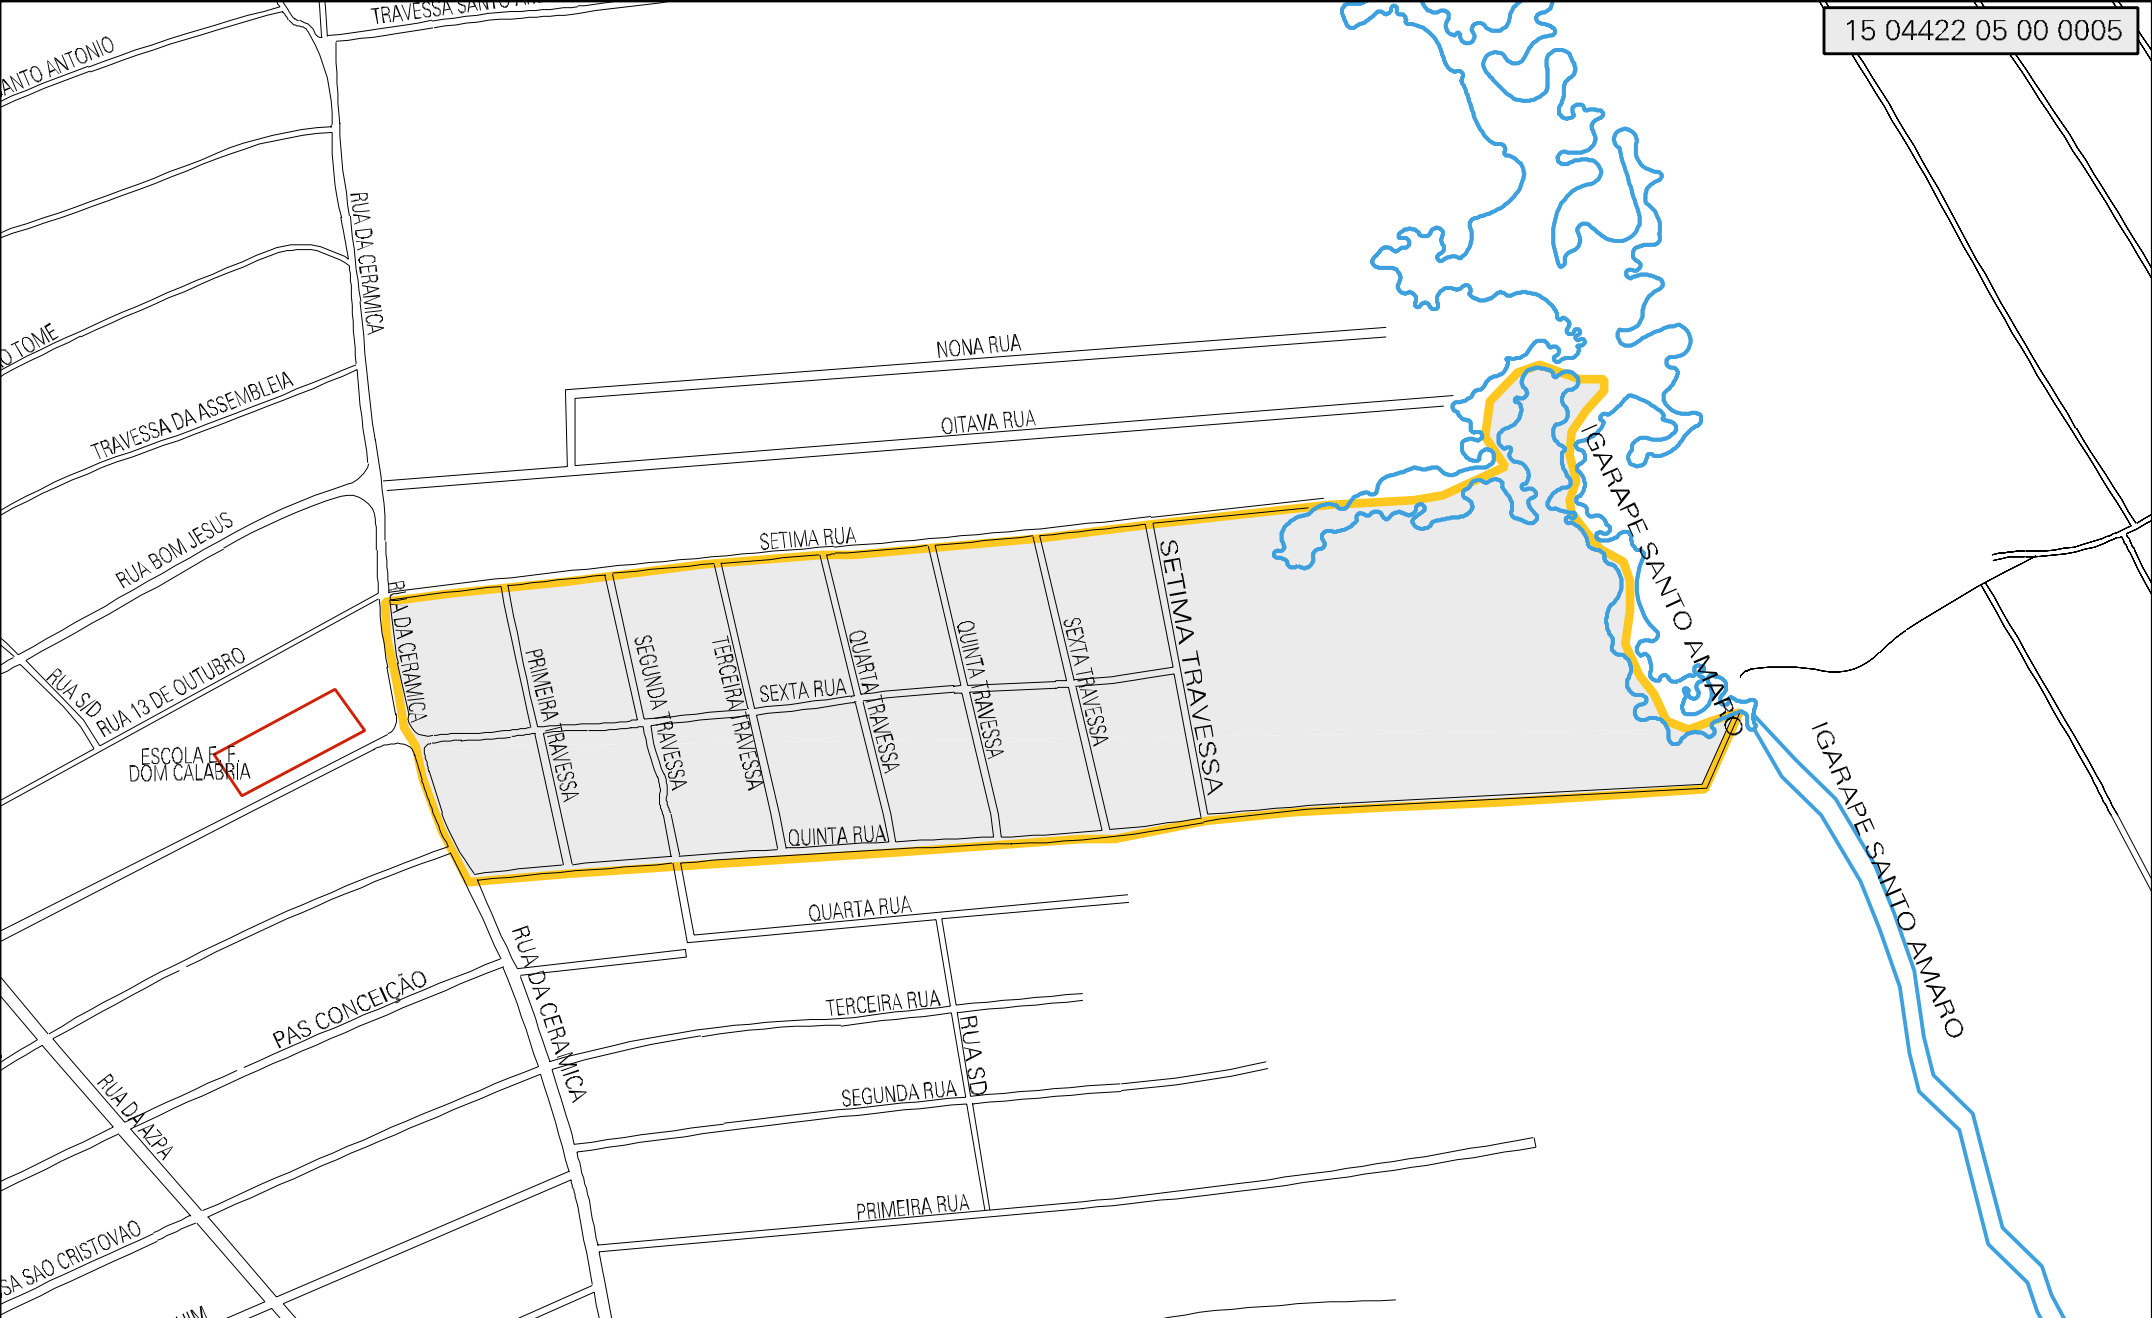 TRAVESSA SANTO
15 04422 05 00 0005
ANTO ANTONIO
RUA DA CERAMICA
O TOME
NONA RUA
TRAVESSA DA ASSEMBLEIA
OITAVA RUA
IGARAPE SANTO AMARO
RUA BOM JESUS
SETIMA RUA
SETIMA TRAVESSA
RUA DA CERAMICA
PRIMEIRA TRAVESSA
SEGUNDA TRAVESSA
TERCEIRA TRAVESSA
QUARTA TRAVESSA
QUINTA TRAVESSA
SEXTA TRAVESSA
RUA S/D
RUA 13 DE OUTUBRO
SEXTA RUA
ESCOLA E. F.
DOM CALABRIA
IGARAPE SANTO AMARO
QUINTA RUA
QUARTA RUA
RUA DA CERAMICA
PAS CONCEIÇÃO
TERCEIRA RUA
RUA SD
RUA DA AZPA
SEGUNDA RUA
PRIMEIRA RUA
SA SAO CRISTOVAO